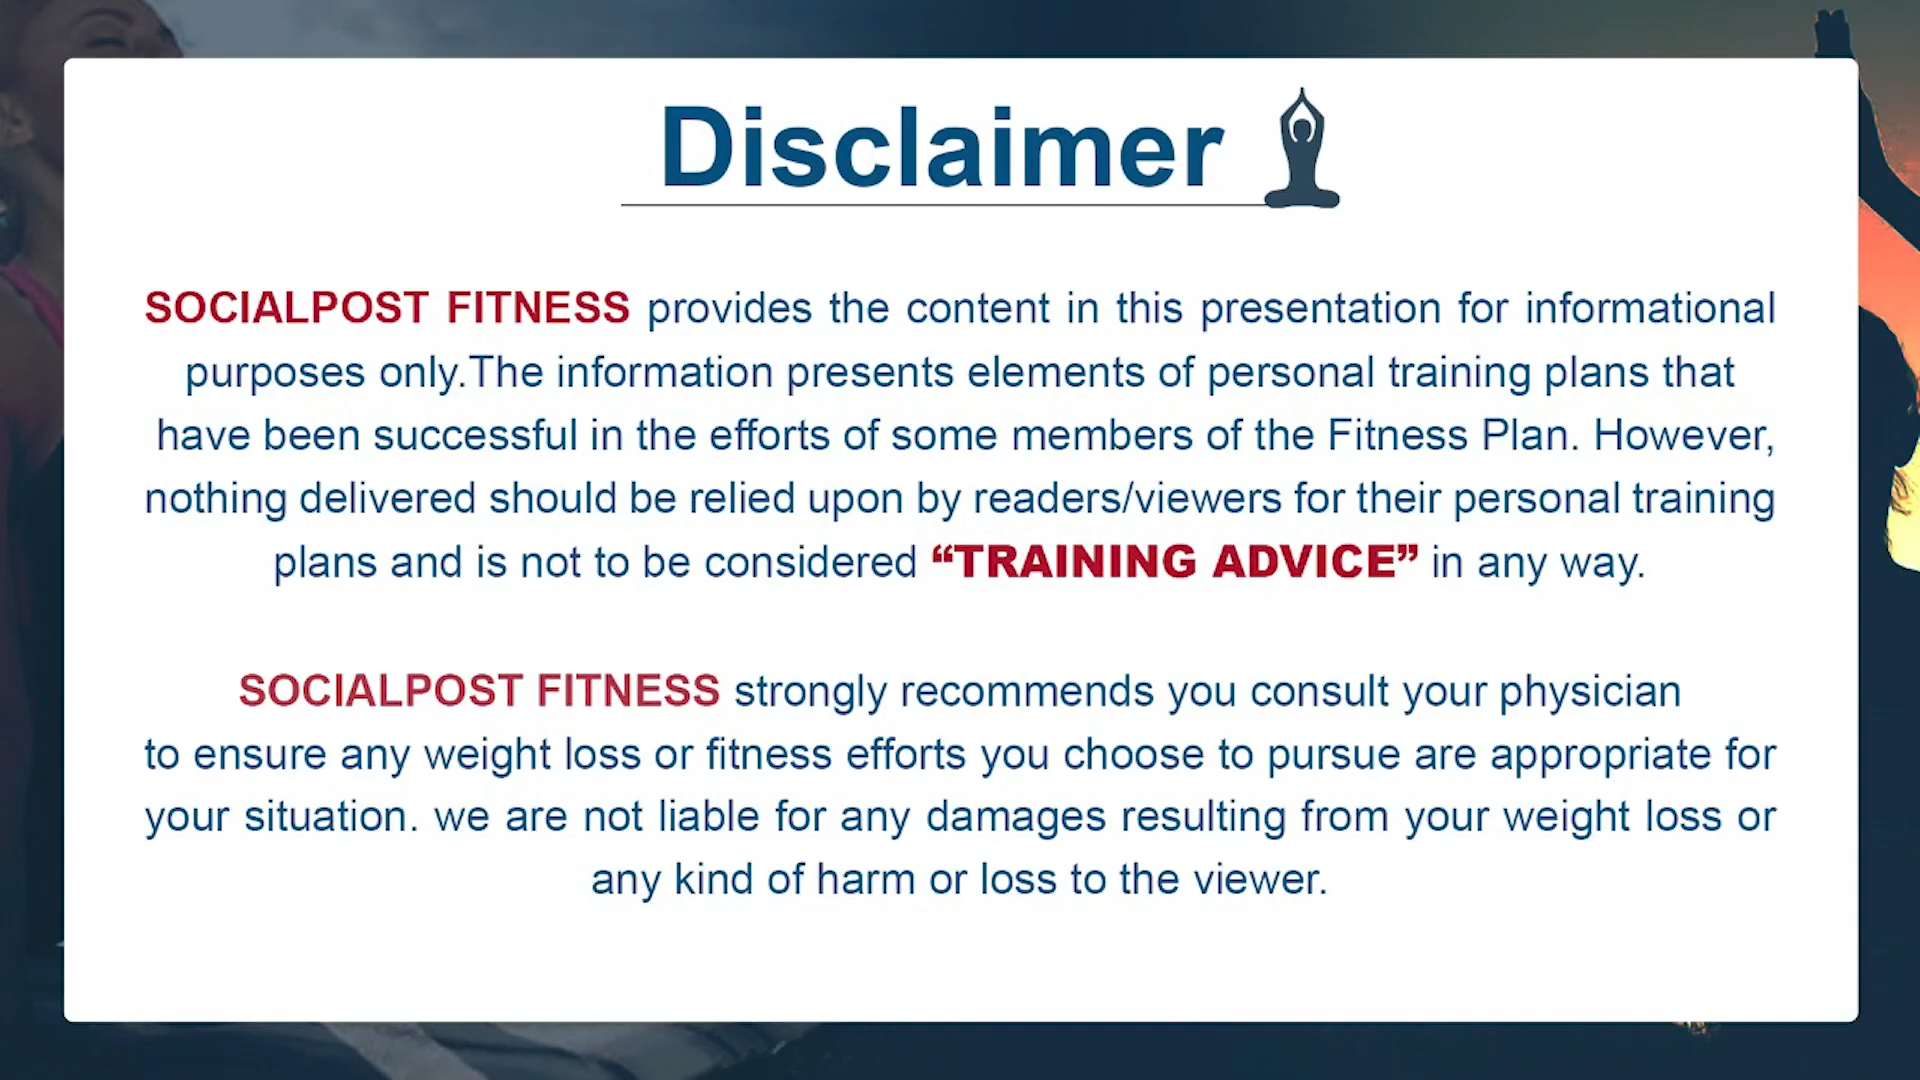 Disclaimer
SOCIALPOST FITNESS provides the content in this presentation for informational
purposes only.The information presents elements of personal training plans that
have been successful in the efforts of some members of the Fitness Plan. However,
nothing delivered should be relied upon by readers/viewers for their personal training
plans and is not to be considered “TRAINING ADVICE” in any way.
SOCIALPOST FITNESS strongly recommends you consult your physician
to ensure any weight loss or fitness efforts you choose to pursue are appropriate for
your situation. we are not liable for any damages resulting from your weight loss or
any kind of harm or loss to the viewer.